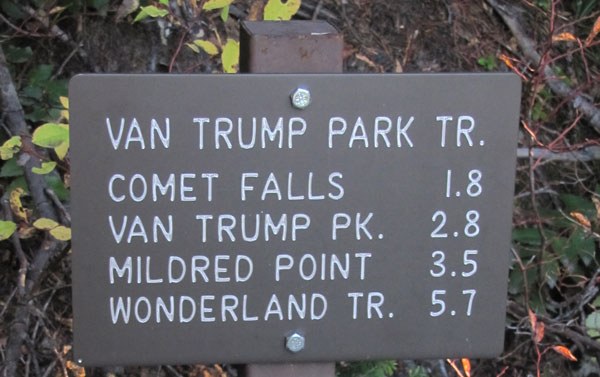 VAN TRUMP PARK TR.
COMET FALLS 1.8
VAN TRUMP PK. 2.8
MILDRED POINT 3.5
WONDERLAND TR. 5.7